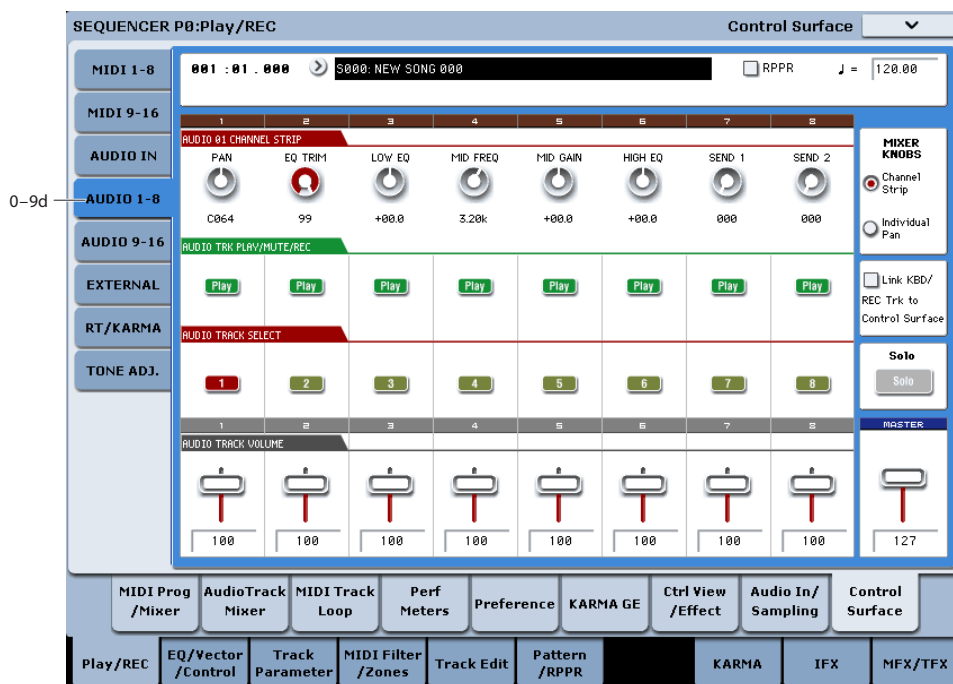 SEQUENCER P0:Play/REC Control Surface
0–9d
MIDI 1-8
MIDI 9-16
AUDIO IN
AUDIO 1-8
AUDIO 9-16
EXTERNAL
RT/KARMA
TONE ADJ.
001 :01 . 000 S000: NEW SONG 000 RPPR ♩ = 120.00
1 2 3 4 5 6 7 8
AUDIO 01 CHANNEL STRIP
PAN EQ TRIM LOW EQ MID FREQ MID GAIN HIGH EQ SEND 1 SEND 2
C064 99 +00.0 3.20k +00.0 +00.0 000 000
AUDIO TRK PLAY/MUTE/REC
Play Play Play Play Play Play Play Play
AUDIO TRACK SELECT
1 2 3 4 5 6 7 8
1 2 3 4 5 6 7 8
AUDIO TRACK VOLUME
100 100 100 100 100 100 100 100
MIXER
KNOBS
Channel
Strip
Individual
Pan
Link KBD/
REC Trk to
Control Surface
Solo
Solo
MASTER
127
MIDI Prog
/Mixer
AudioTrack
Mixer
MIDI Track
Loop
Perf
Meters
Preference
KARMA GE
Ctrl View
/Effect
Audio In/
Sampling
Control
Surface
Play/REC
EQ/Vector
/Control
Track
Parameter
MIDI Filter
/Zones
Track Edit
Pattern
/RPPR
KARMA
IFX
MFX/TFX